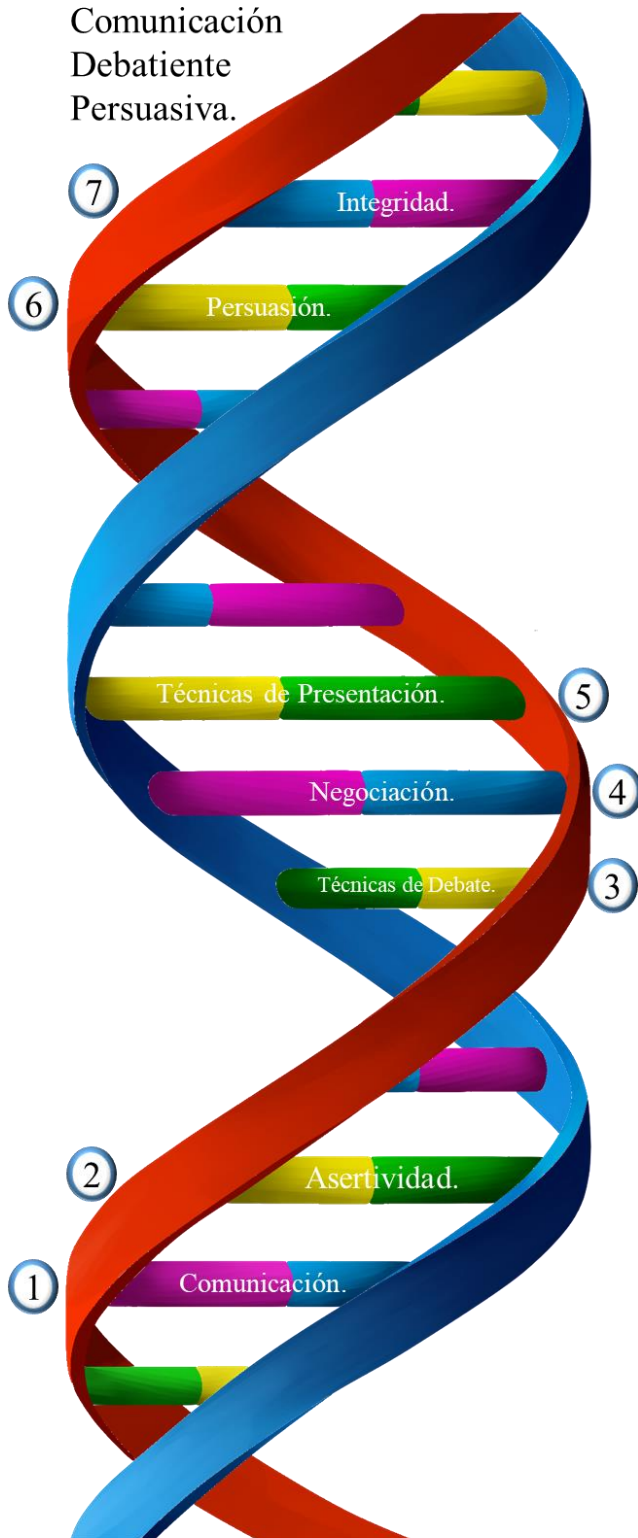 Comunicación
Debatiente
Persuasiva.
7
Integridad.
6
Persuasión.
Técnicas de Presentación.
5
Negociación.
4
Técnicas de Debate.
3
2
Asertividad.
1
Comunicación.